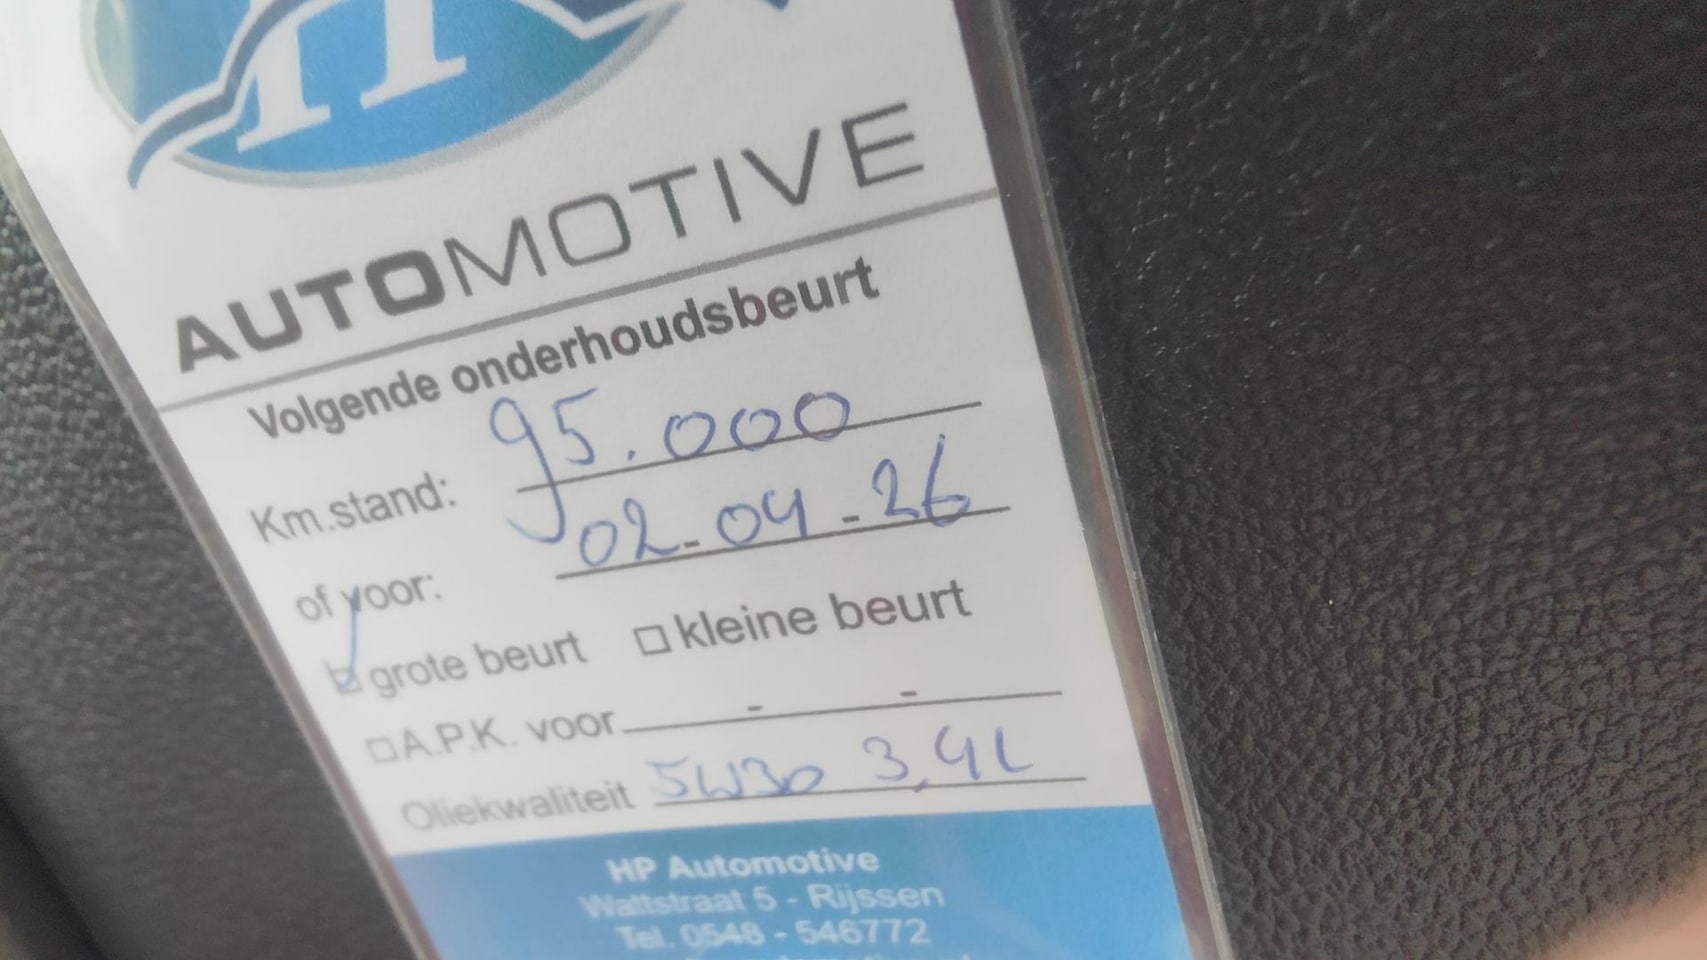 AUTOMOTIVE
Volgende onderhoudsbeurt
Km.stand: 95.000
of voor: 02-04-26
☑ grote beurt ☐ kleine beurt
☐ A.P.K. voor - -
Oliekwaliteit 5W30 3,4L
HP Automotive
Wattstraat 5 - Rijssen
Tel. 0548 - 546772